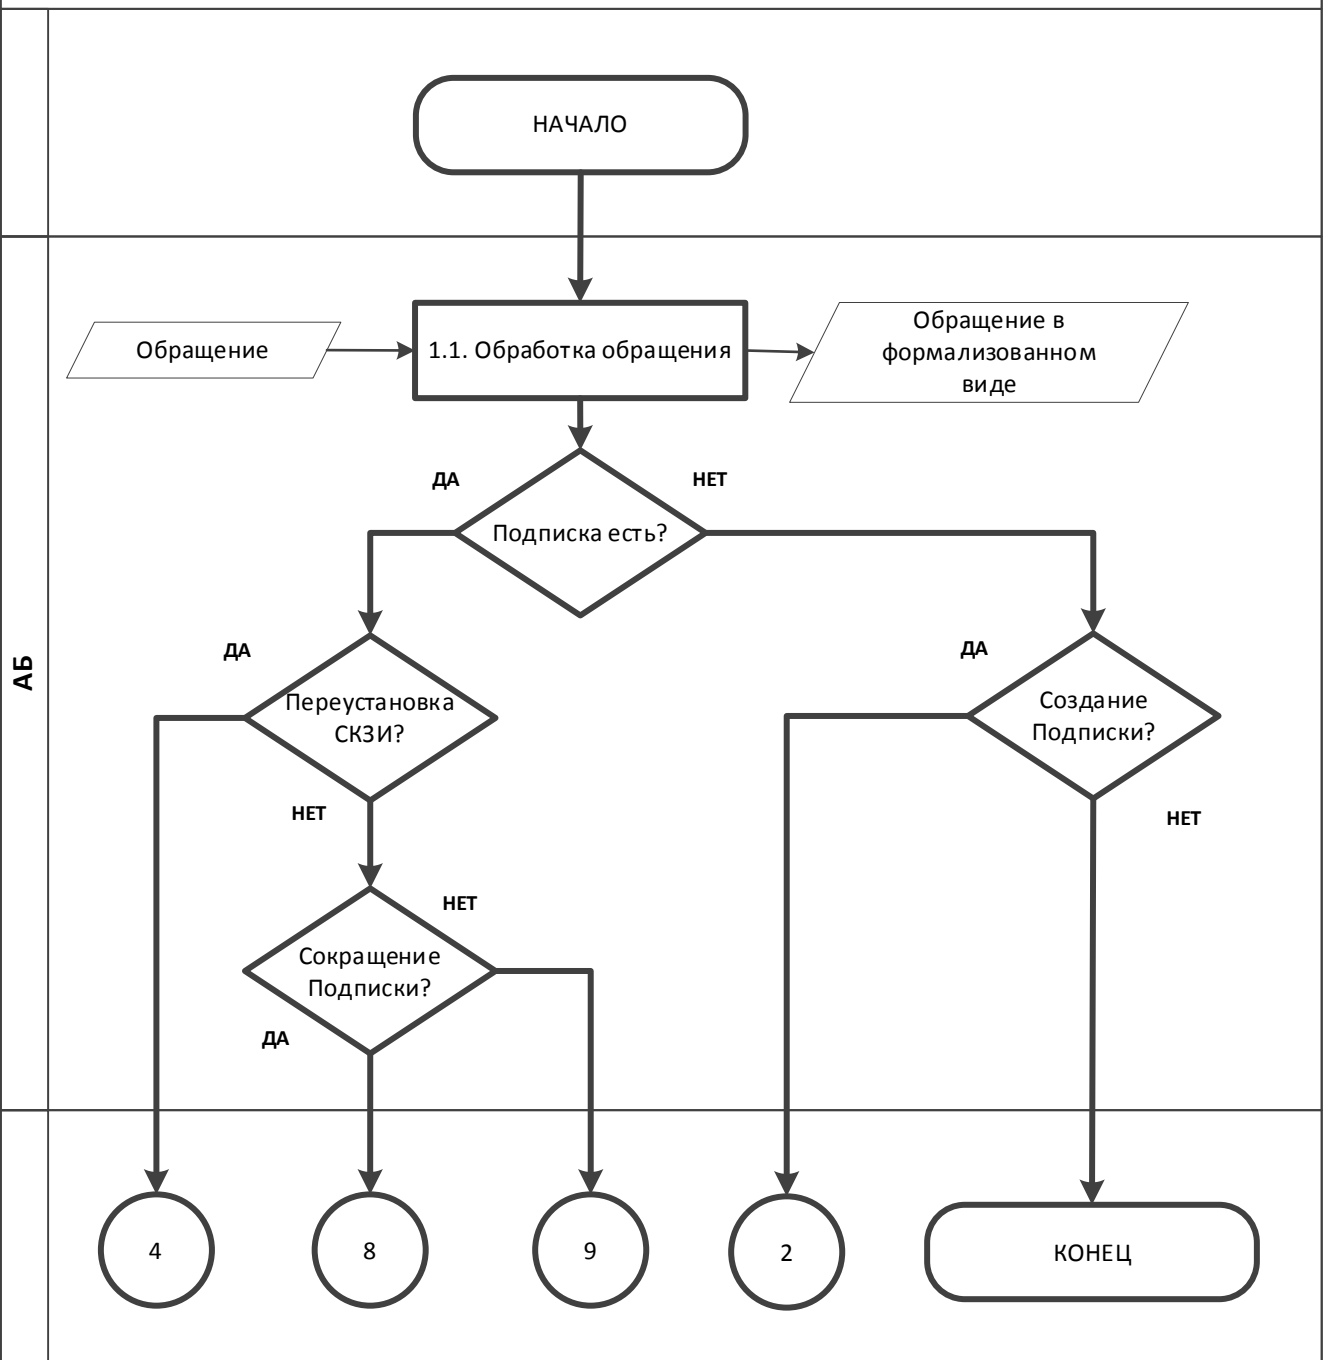 НАЧАЛО
Обращение
1.1. Обработка обращения
Обращение в
формализованном
виде
ДА
НЕТ
Подписка есть?
ДА
ДА
Переустановка
СКЗИ?
Создание
Подписки?
АБ
НЕТ
НЕТ
НЕТ
Сокращение
Подписки?
ДА
4
8
9
2
КОНЕЦ